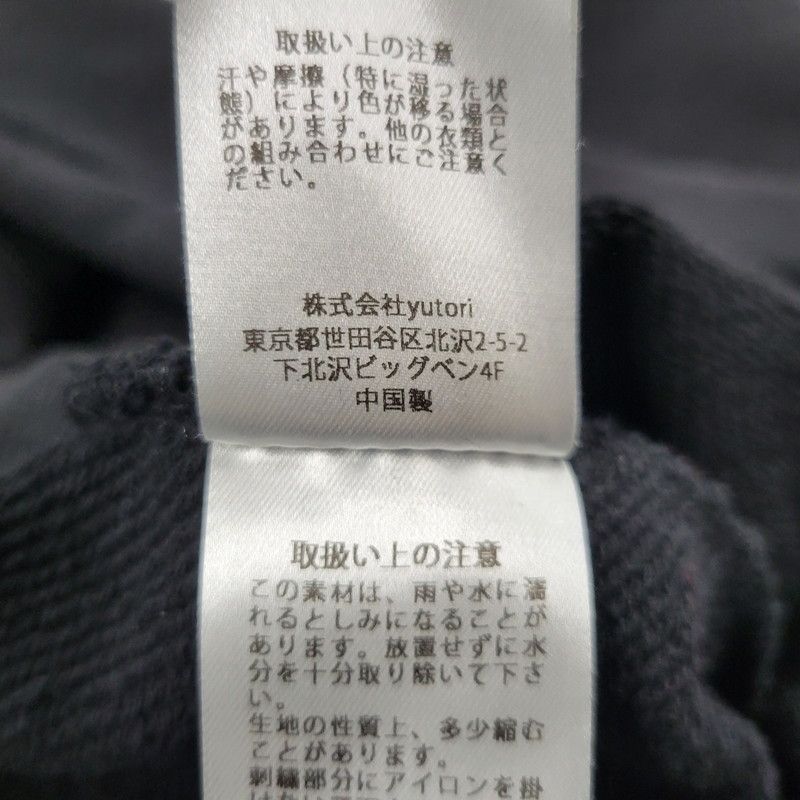 取扱い上の注意
汗や摩擦（特に湿った状
態）により色が移る場合
があります。他の衣類と
の組み合わせにご注意く
ださい。
株式会社yutori
東京都世田谷区北沢2-5-2
下北沢ビッグベン4F
中国製
取扱い上の注意
この素材は、雨や水に濡
れるとしみになることが
あります。放置せずに水
分を十分取り除いて下さ
い。
生地の性質上、多少縮む
ことがあります。
刺繍部分にアイロンを掛